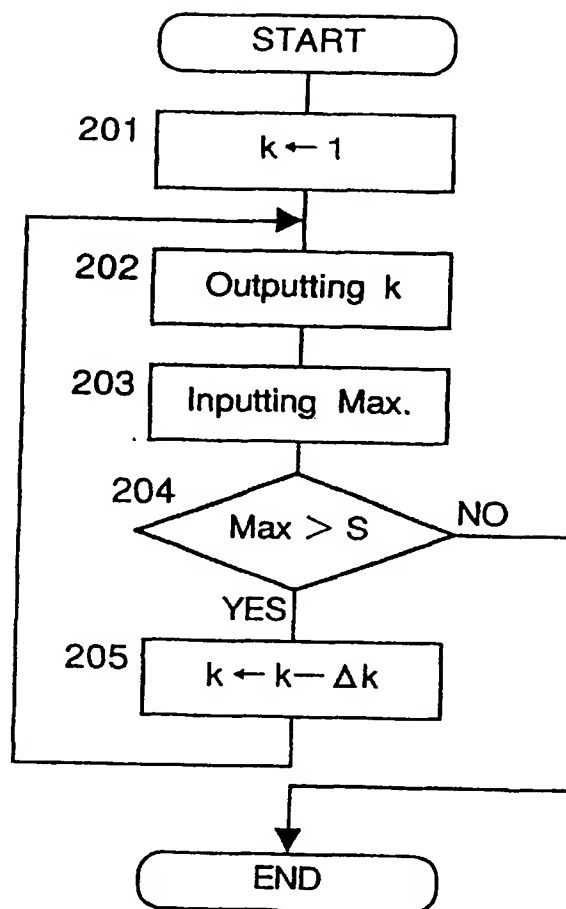 START
201
k ← 1
202
Outputting k
203
Inputting Max.
204
Max > S
NO
YES
205
k ← k — Δk
END